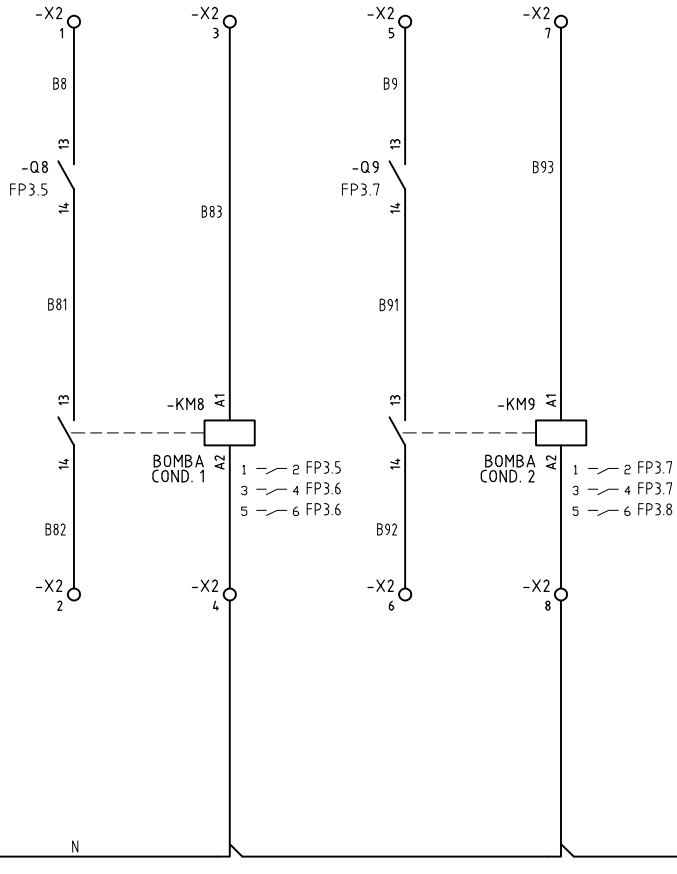 -X2
1
-X2
3
-X2
5
-X2
7
B8
B9
13
13
-Q8
FP3.5
-Q9
FP3.7
B93
14
14
B83
B81
B91
13
-KM8
A1
13
-KM9
A1
14
BOMBA
COND. 1
A2
14
BOMBA
COND. 2
A2
1 2 FP3.5
3 4 FP3.6
5 6 FP3.6
1 2 FP3.7
3 4 FP3.7
5 6 FP3.8
B82
B92
-X2
2
-X2
4
-X2
6
-X2
8
N